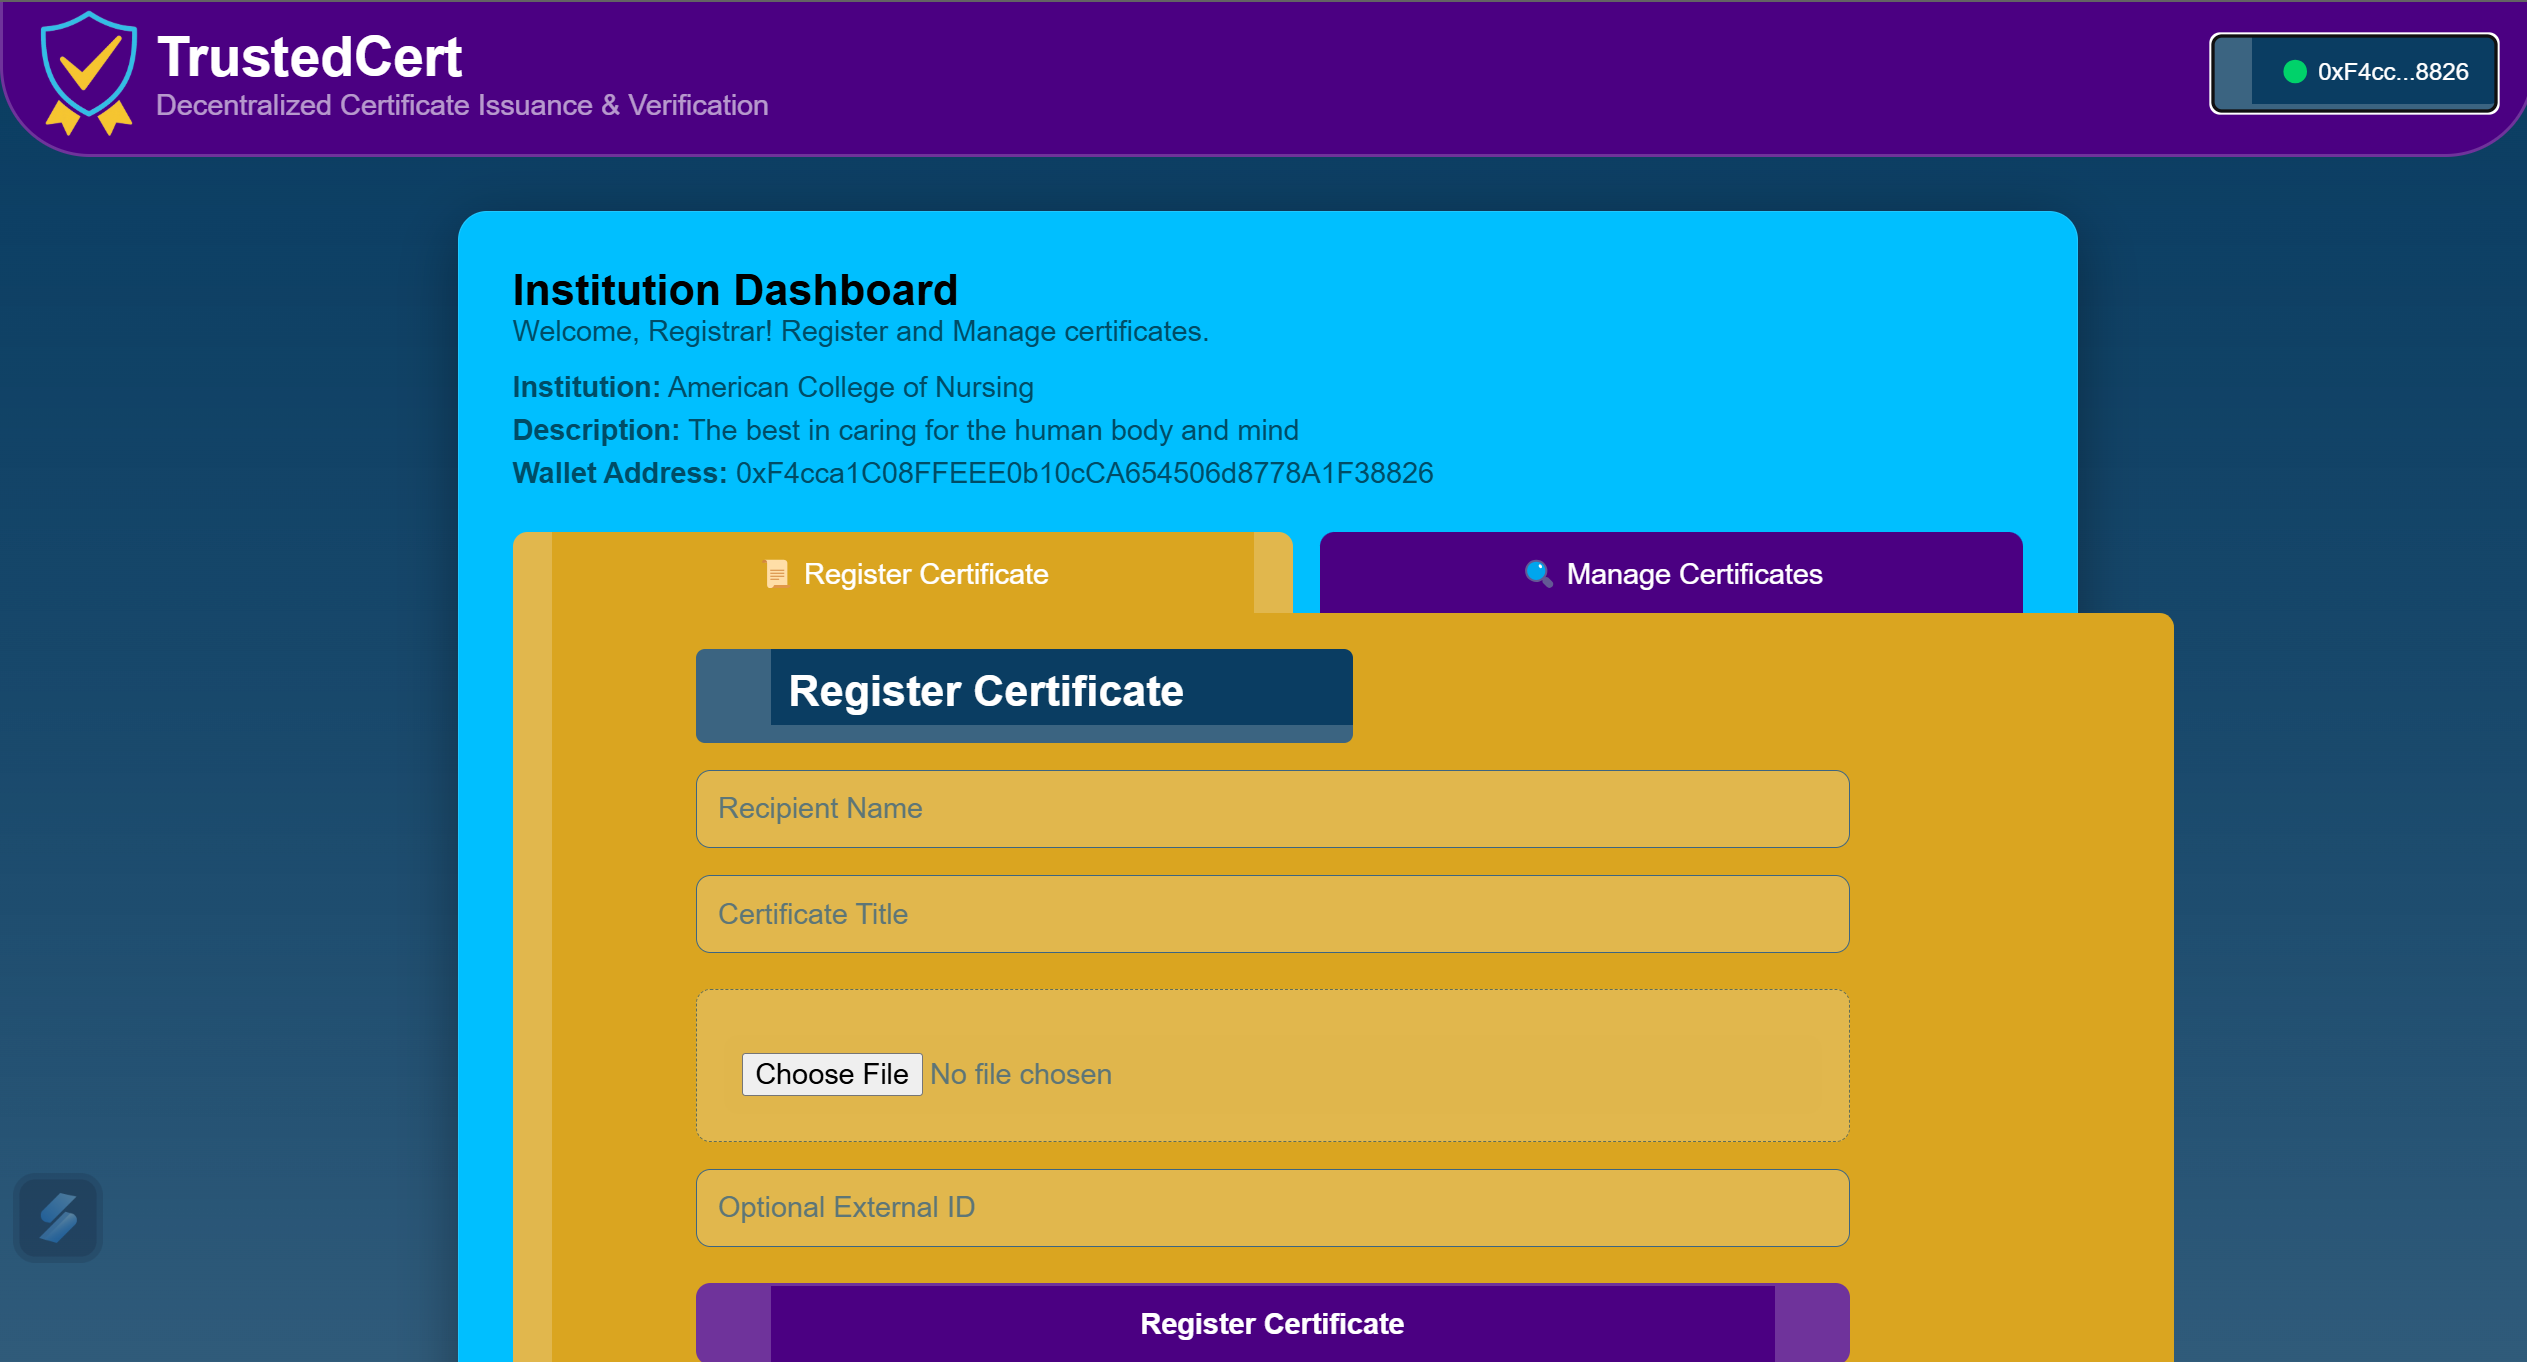 TrustedCert
Decentralized Certificate Issuance & Verification
0xF4cc...8826
Institution Dashboard
Welcome, Registrar! Register and Manage certificates.
Institution: American College of Nursing
Description: The best in caring for the human body and mind
Wallet Address: 0xF4cca1C08FFEEE0b10cCA654506d8778A1F38826
Register Certificate
Manage Certificates
Register Certificate
Recipient Name
Certificate Title
Choose File No file chosen
Optional External ID
Register Certificate